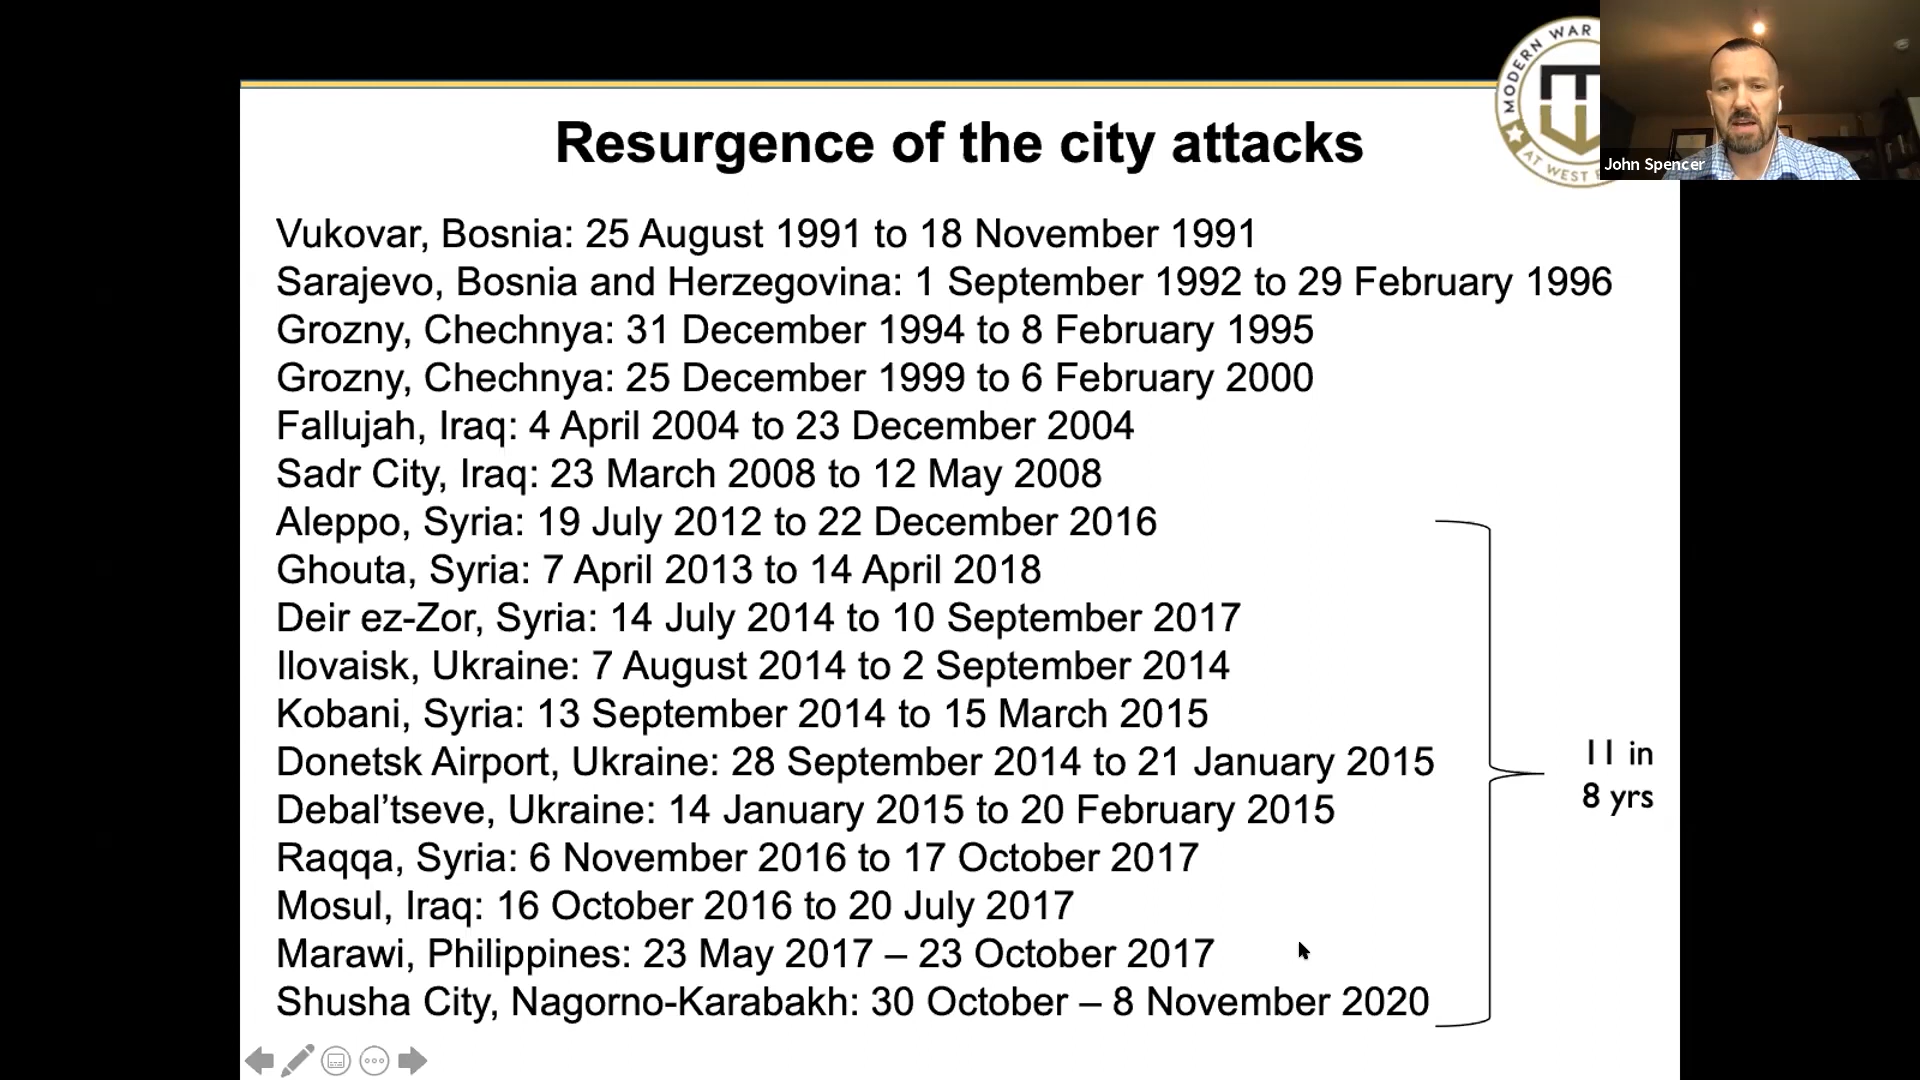 MODERN WAR
AT WEST
John Spencer
Resurgence of the city attacks
Vukovar, Bosnia: 25 August 1991 to 18 November 1991
Sarajevo, Bosnia and Herzegovina: 1 September 1992 to 29 February 1996
Grozny, Chechnya: 31 December 1994 to 8 February 1995
Grozny, Chechnya: 25 December 1999 to 6 February 2000
Fallujah, Iraq: 4 April 2004 to 23 December 2004
Sadr City, Iraq: 23 March 2008 to 12 May 2008
Aleppo, Syria: 19 July 2012 to 22 December 2016
Ghouta, Syria: 7 April 2013 to 14 April 2018
Deir ez-Zor, Syria: 14 July 2014 to 10 September 2017
Ilovaisk, Ukraine: 7 August 2014 to 2 September 2014
Kobani, Syria: 13 September 2014 to 15 March 2015
Donetsk Airport, Ukraine: 28 September 2014 to 21 January 2015
Debal’tseve, Ukraine: 14 January 2015 to 20 February 2015
Raqqa, Syria: 6 November 2016 to 17 October 2017
Mosul, Iraq: 16 October 2016 to 20 July 2017
Marawi, Philippines: 23 May 2017 – 23 October 2017
Shusha City, Nagorno-Karabakh: 30 October – 8 November 2020
11 in
8 yrs